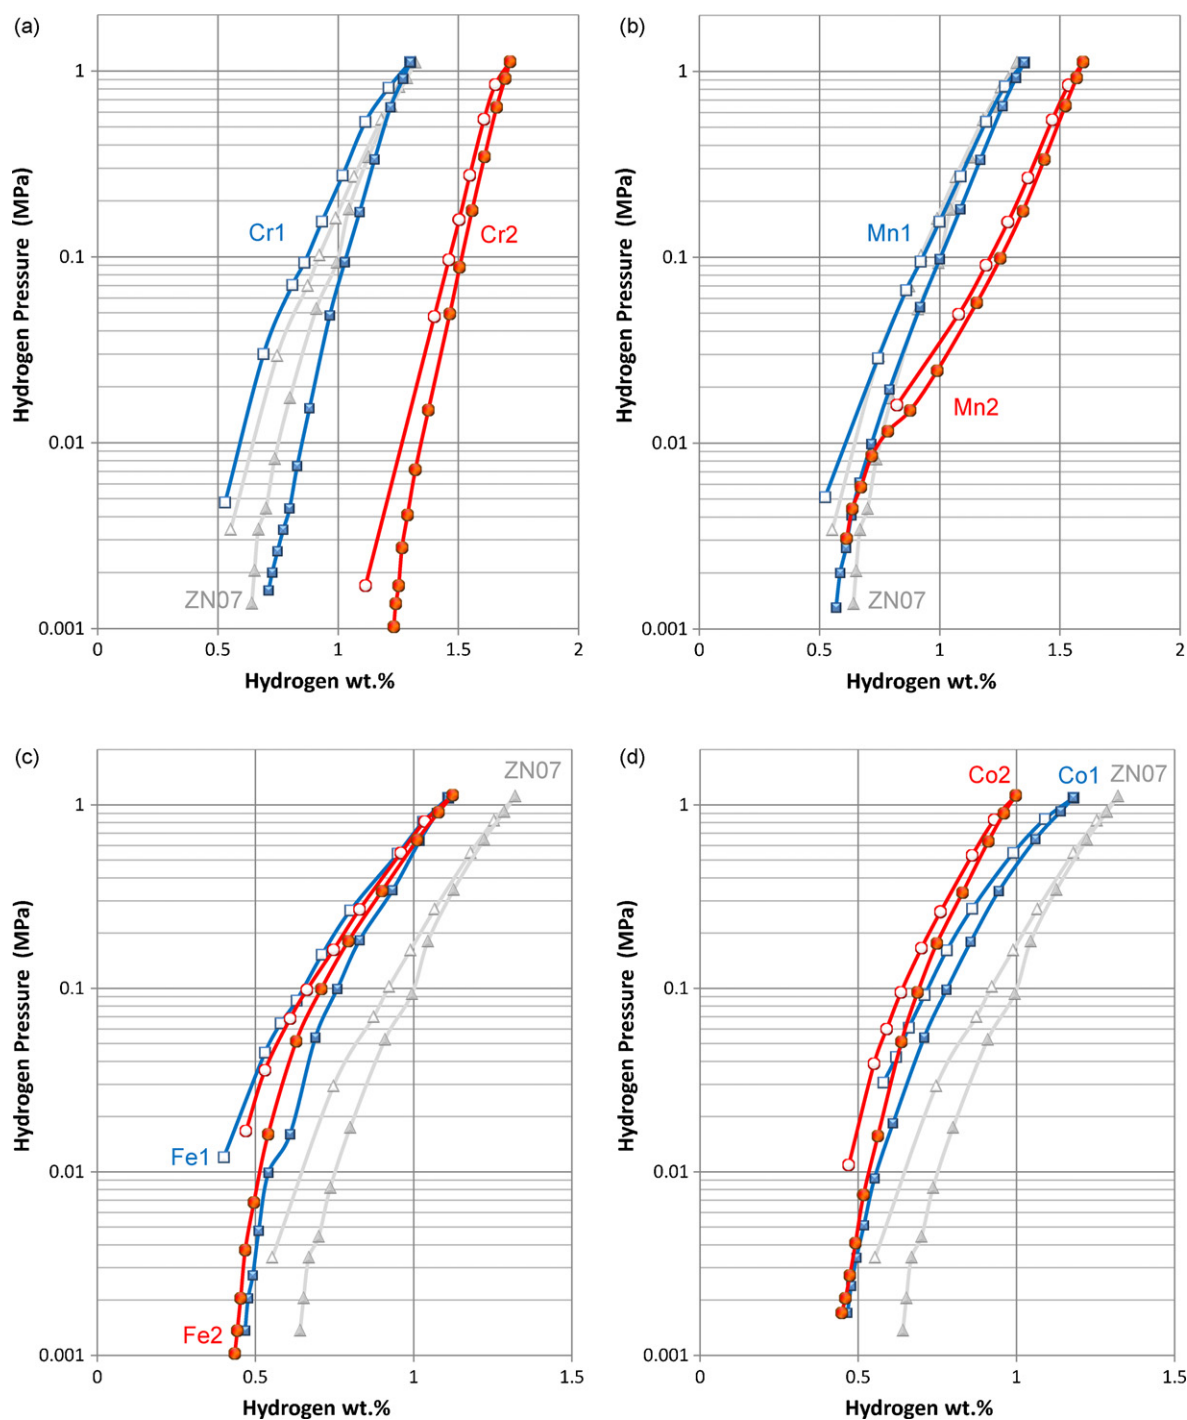 (a)
1
0.1
0.01
0.001
Hydrogen Pressure (MPa)
Cr1
Cr2
ZN07
0
0.5
1
1.5
2
Hydrogen wt.%
(b)
1
0.1
0.01
0.001
Hydrogen Pressure (MPa)
Mn1
Mn2
ZN07
0
0.5
1
1.5
2
Hydrogen wt.%
(c)
1
0.1
0.01
0.001
Hydrogen Pressure (MPa)
ZN07
Fe1
Fe2
0
0.5
1
1.5
Hydrogen wt.%
(d)
1
0.1
0.01
0.001
Hydrogen Pressure (MPa)
Co2
Co1
ZN07
0
0.5
1
1.5
Hydrogen wt.%